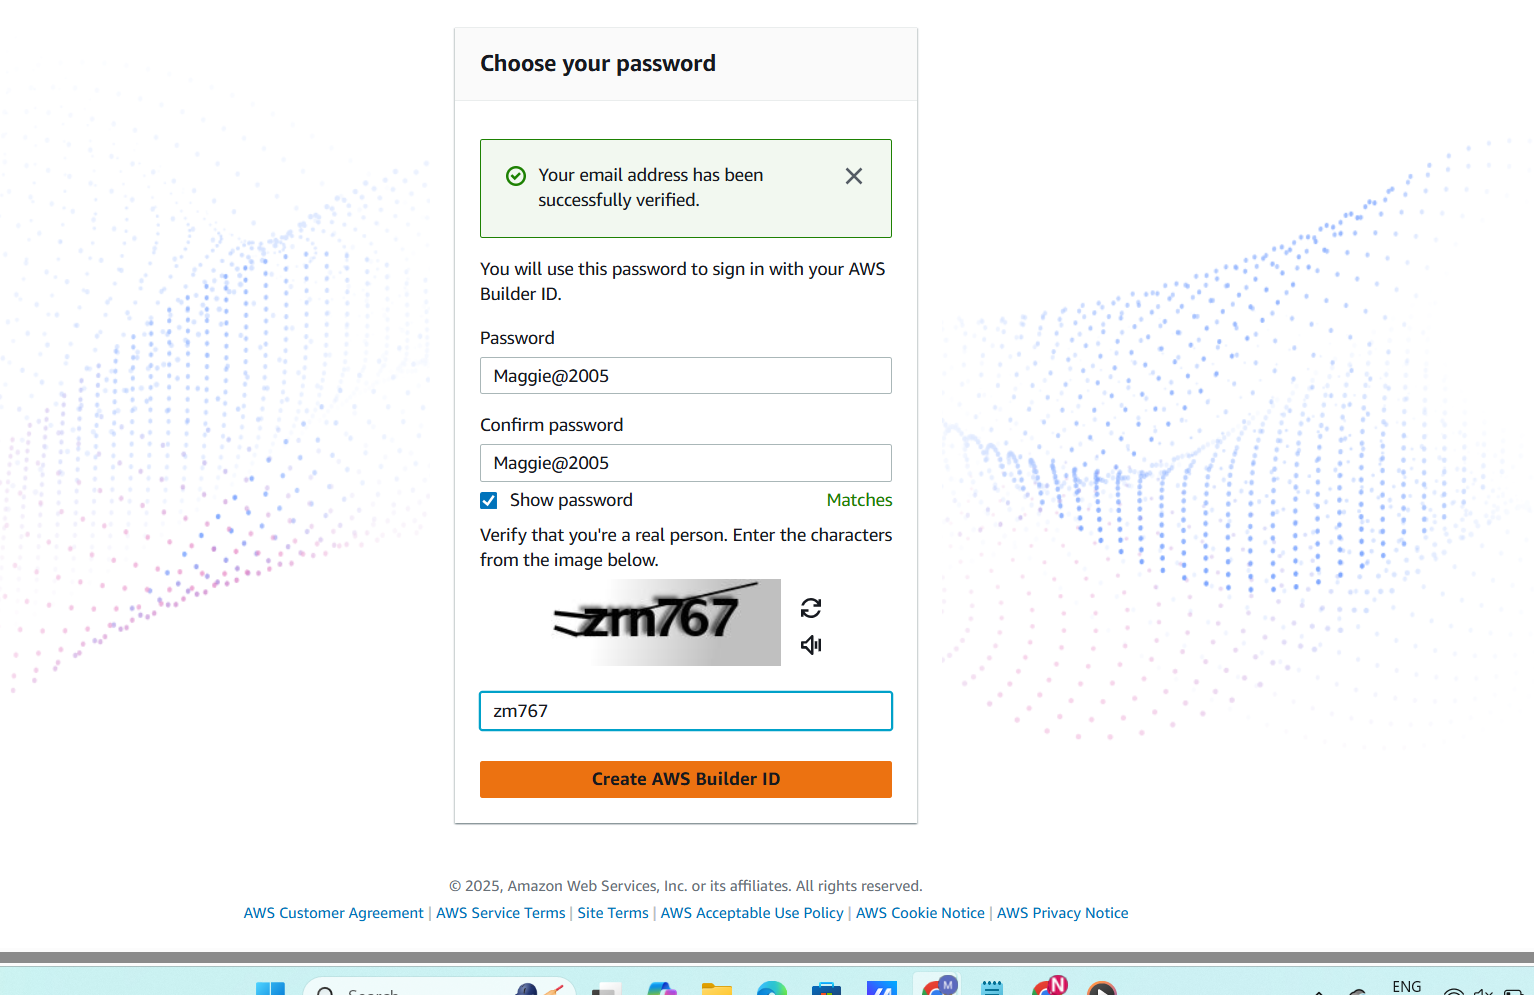 Choose your password
Your email address has been
successfully verified.
You will use this password to sign in with your AWS
Builder ID.
Password
Maggie@2005
Confirm password
Maggie@2005
Show password
Matches
Verify that you're a real person. Enter the characters
from the image below.
zm767
Create AWS Builder ID
© 2025, Amazon Web Services, Inc. or its affiliates. All rights reserved.
AWS Customer Agreement | AWS Service Terms | Site Terms | AWS Acceptable Use Policy | AWS Cookie Notice | AWS Privacy Notice
Search
M
N
ENG